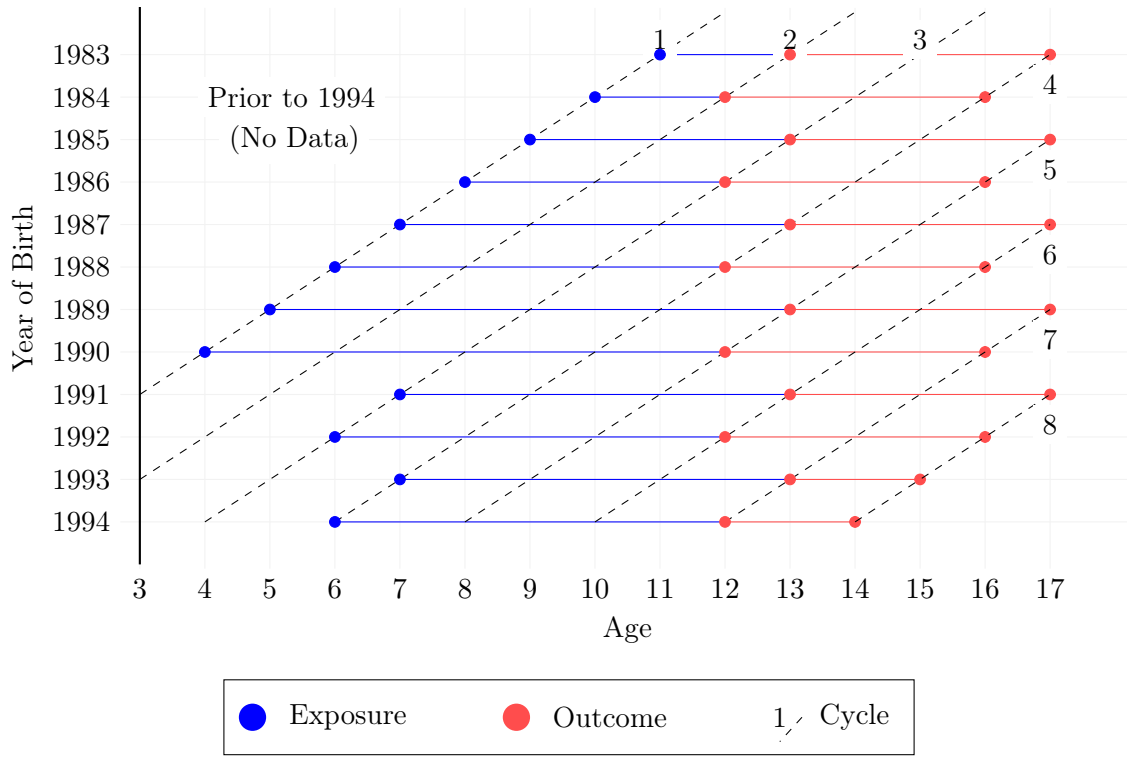 1 2 3
1983
4
1984
Prior to 1994
(No Data)
1985
5
1986
1987
6
1988
1989
7
1990
1991
8
1992
1993
1994
Year of Birth
3 4 5 6 7 8 9 10 11 12 13 14 15 16 17
Age
Exposure Outcome 1 Cycle